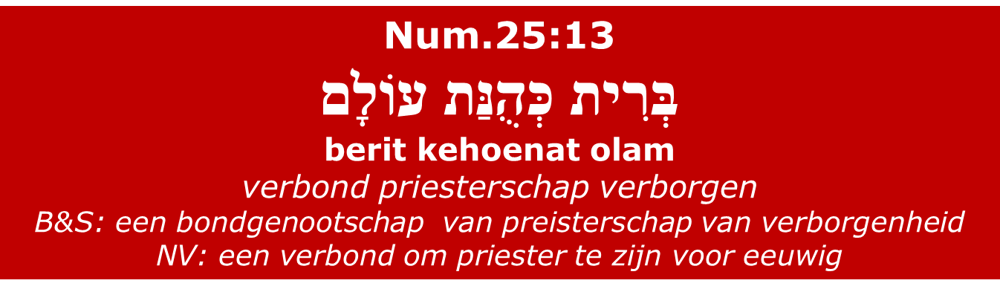 Num.25:13
בְּרִית כְּהֻנַּת עוֹלָם
berit kehoenat olam
verbond priesterschap verborgen
B&S: een bondgenootschap  van preisterschap van verborgenheid
NV: een verbond om priester te zijn voor eeuwig